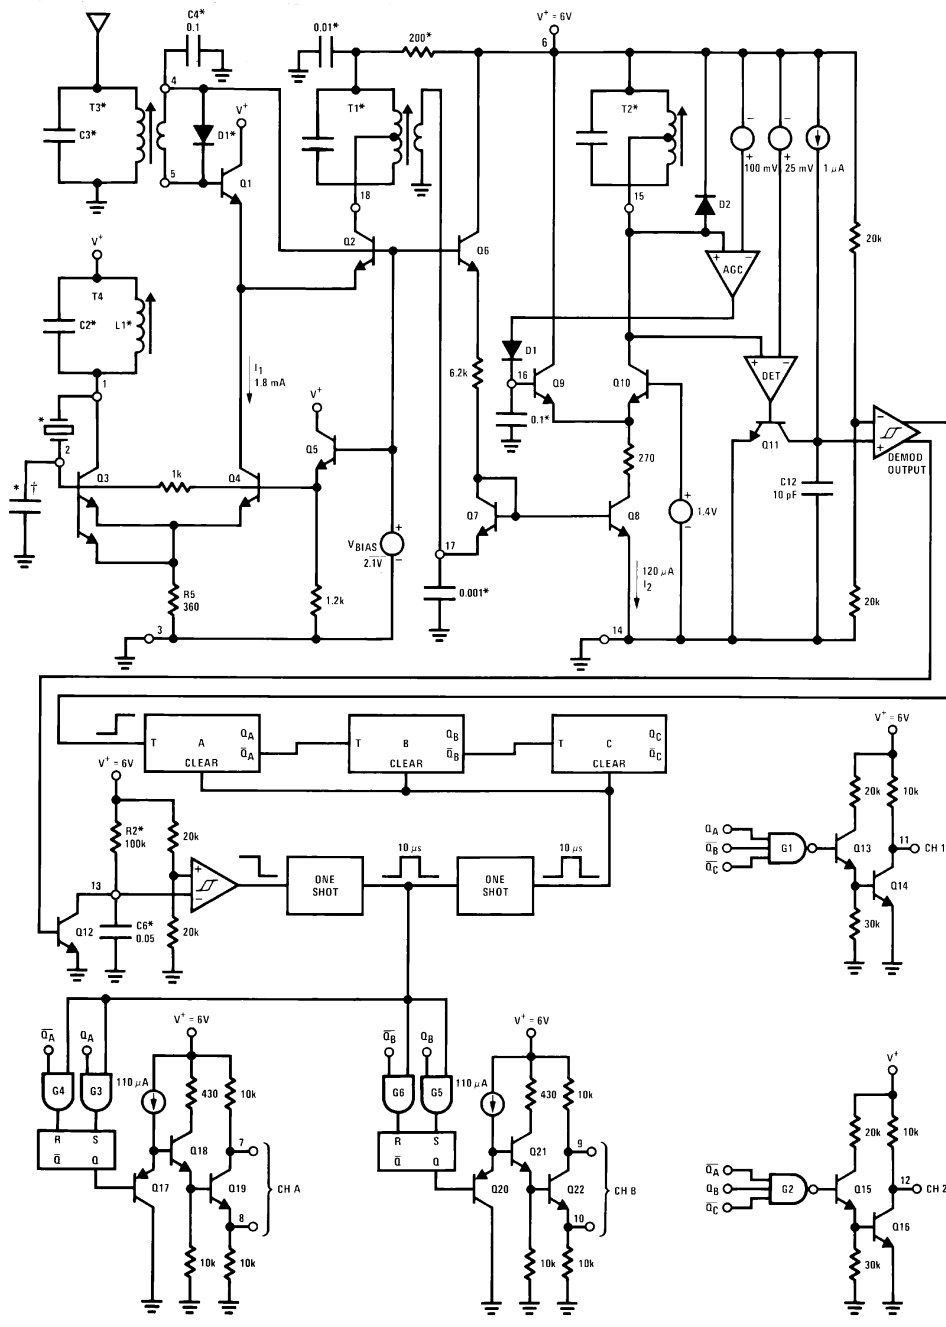 C4*
0.1
4
T3*
C3*
D1*
5
V+
Q1
0.01*
200*
T1*
18
Q2
Q6
V+ = 6V
6
T2*
15
D2
100 mV
25 mV
1 µA
20k
AGC
V+
T4
C2*
L1*
1
*
2
* †
I1
1.8 mA
V+
Q5
Q3
1k
Q4
R5
360
1.2k
3
VBIAS
2.1V
6.2k
D1
16
0.1*
Q9
Q10
270
Q7
Q8
17
0.001*
120 µA
I2
14
1.4V
DET
Q11
C12
10 pF
DEMOD
OUTPUT
20k
T A QA
Q̅A
CLEAR
T B QB
Q̅B
CLEAR
T C QC
Q̅C
CLEAR
V+ = 6V
R2*
100k
20k
13
Q12
C6*
0.05
20k
ONE
SHOT
10 µs
ONE
SHOT
10 µs
V+ = 6V
20k
10k
QA
Q̅B
Q̅C
G1
Q13
11
CH 1
Q14
30k
Q̅A
QA
G4
G3
R S
Q̅ Q
110 µA
V+ = 6V
430
10k
Q17
Q18
Q19
7
8
CH A
10k
10k
Q̅B
QB
G6
G5
R S
Q̅ Q
110 µA
V+ = 6V
430
10k
Q20
Q21
Q22
9
10
CH B
10k
10k
V+
20k
10k
Q̅A
QB
Q̅C
G2
Q15
12
CH 2
Q16
30k